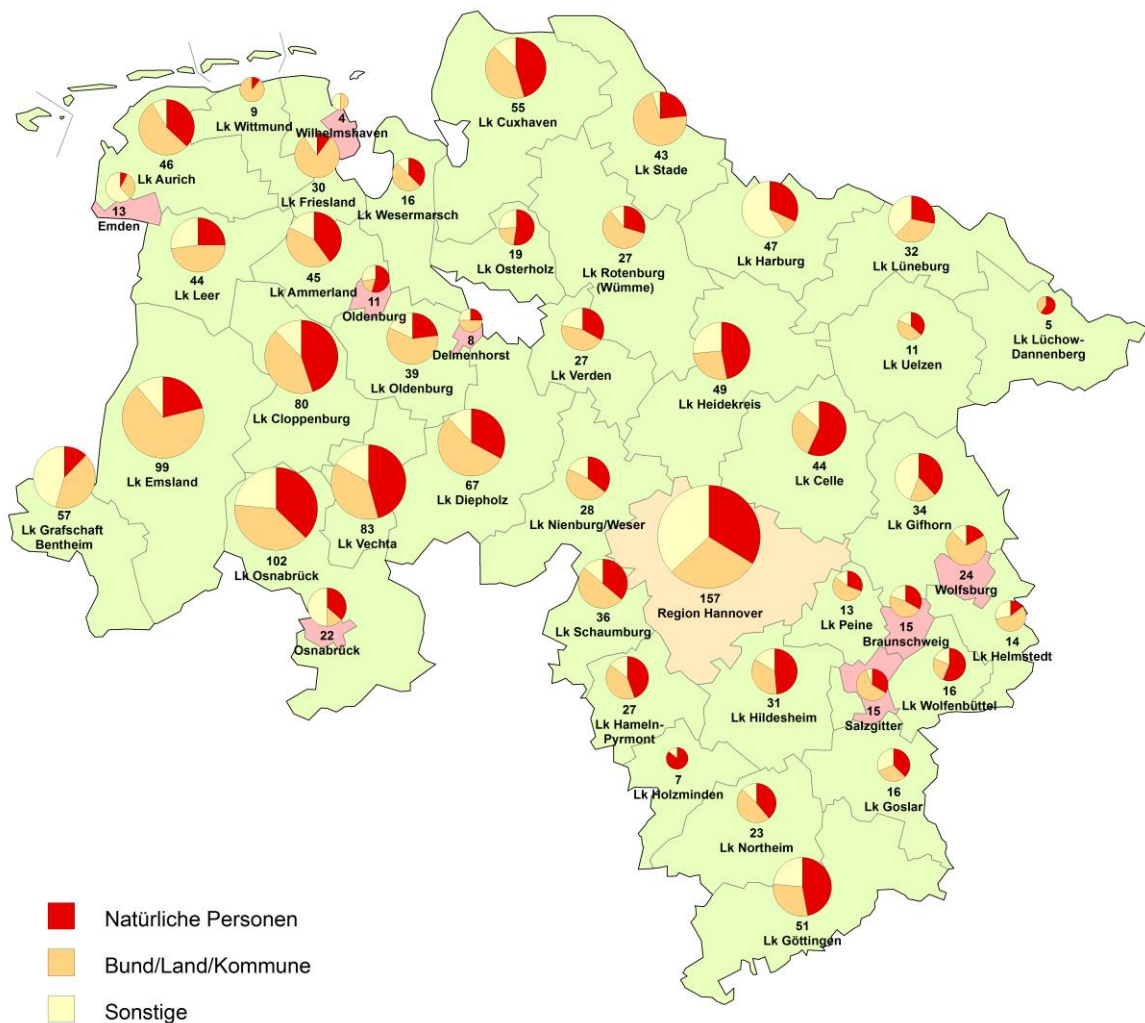 55
Lk Cuxhaven
9
Lk Wittmund
4
Wilhelmshaven
46
Lk Aurich
43
Lk Stade
30
Lk Friesland
16
Lk Wesermarsch
13
Emden
47
Lk Harburg
32
Lk Lüneburg
19
Lk Osterholz
27
Lk Rotenburg
(Wümme)
44
Lk Leer
45
Lk Ammerland
11
Oldenburg
5
Lk Lüchow-
Dannenberg
8
Delmenhorst
39
Lk Oldenburg
27
Lk Verden
11
Lk Uelzen
49
Lk Heidekreis
80
Lk Cloppenburg
99
Lk Emsland
67
Lk Diepholz
44
Lk Celle
57
Lk Grafschaft
Bentheim
83
Lk Vechta
28
Lk Nienburg/Weser
34
Lk Gifhorn
102
Lk Osnabrück
157
Region Hannover
24
Wolfsburg
22
Osnabrück
36
Lk Schaumburg
13
Lk Peine
15
Braunschweig
14
Lk Helmstedt
27
Lk Hameln-
Pyrmont
31
Lk Hildesheim
15
Salzgitter
16
Lk Wolfenbüttel
7
Lk Holzminden
16
Lk Goslar
23
Lk Northeim
51
Lk Göttingen
Natürliche Personen
Bund/Land/Kommune
Sonstige